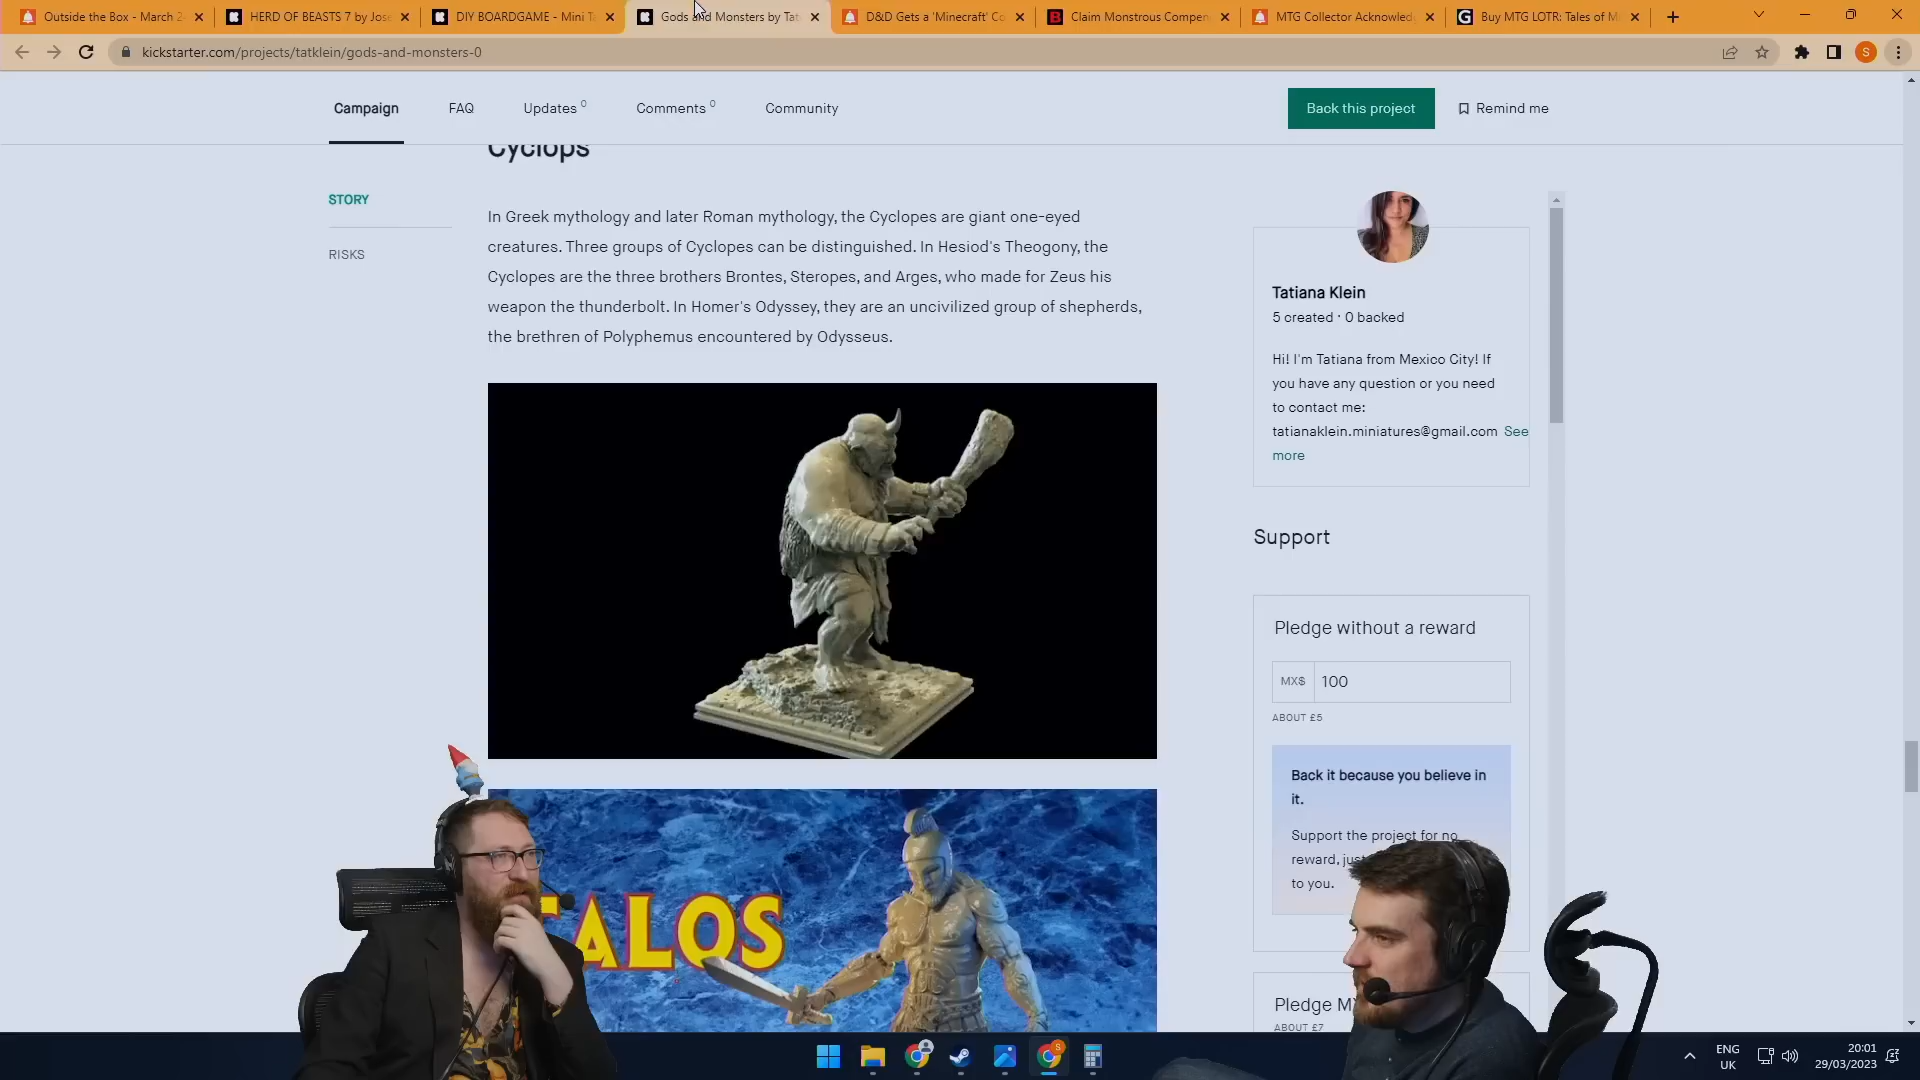 Outside the Box - March 2
HERD OF BEASTS 7 by Jose
DIY BOARDGAME - Mini T
Gods and Monsters by Tat
D&D Gets a 'Minecraft' Co
Claim Monstrous Compen
MTG Collector Acknowledg
Buy MTG LOTR: Tales of M
kickstarter.com/projects/tatklein/gods-and-monsters-0
S
Campaign
FAQ
Updates 0
Comments 0
Community
Back this project
Remind me
STORY
RISKS
Cyclops
In Greek mythology and later Roman mythology, the Cyclopes are giant one-eyed
creatures. Three groups of Cyclopes can be distinguished. In Hesiod's Theogony, the
Cyclopes are the three brothers Brontes, Steropes, and Arges, who made for Zeus his
weapon the thunderbolt. In Homer's Odyssey, they are an uncivilized group of shepherds,
the brethren of Polyphemus encountered by Odysseus.
TALOS
Tatiana Klein
5 created · 0 backed
Hi! I'm Tatiana from Mexico City! If
you have any question or you need
to contact me:
tatianaklein.miniatures@gmail.com See
more
Support
Pledge without a reward
MX$ 100
ABOUT £5
Back it because you believe in
it.
Support the project for no
reward, just
to you.
Pledge M
ABOUT £7
ENG
UK
20:01
29/03/2023